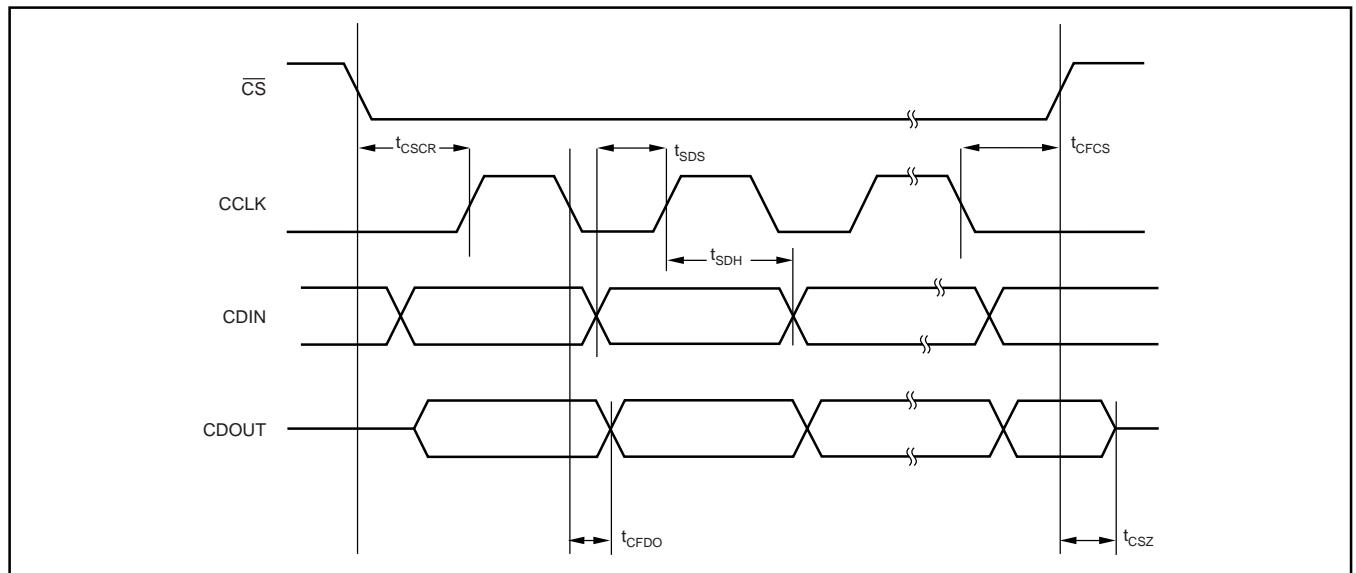 CS
tCSCR
tSDS
tCFCS
CCLK
tSDH
CDIN
CDOUT
tCFDO
tCSZ